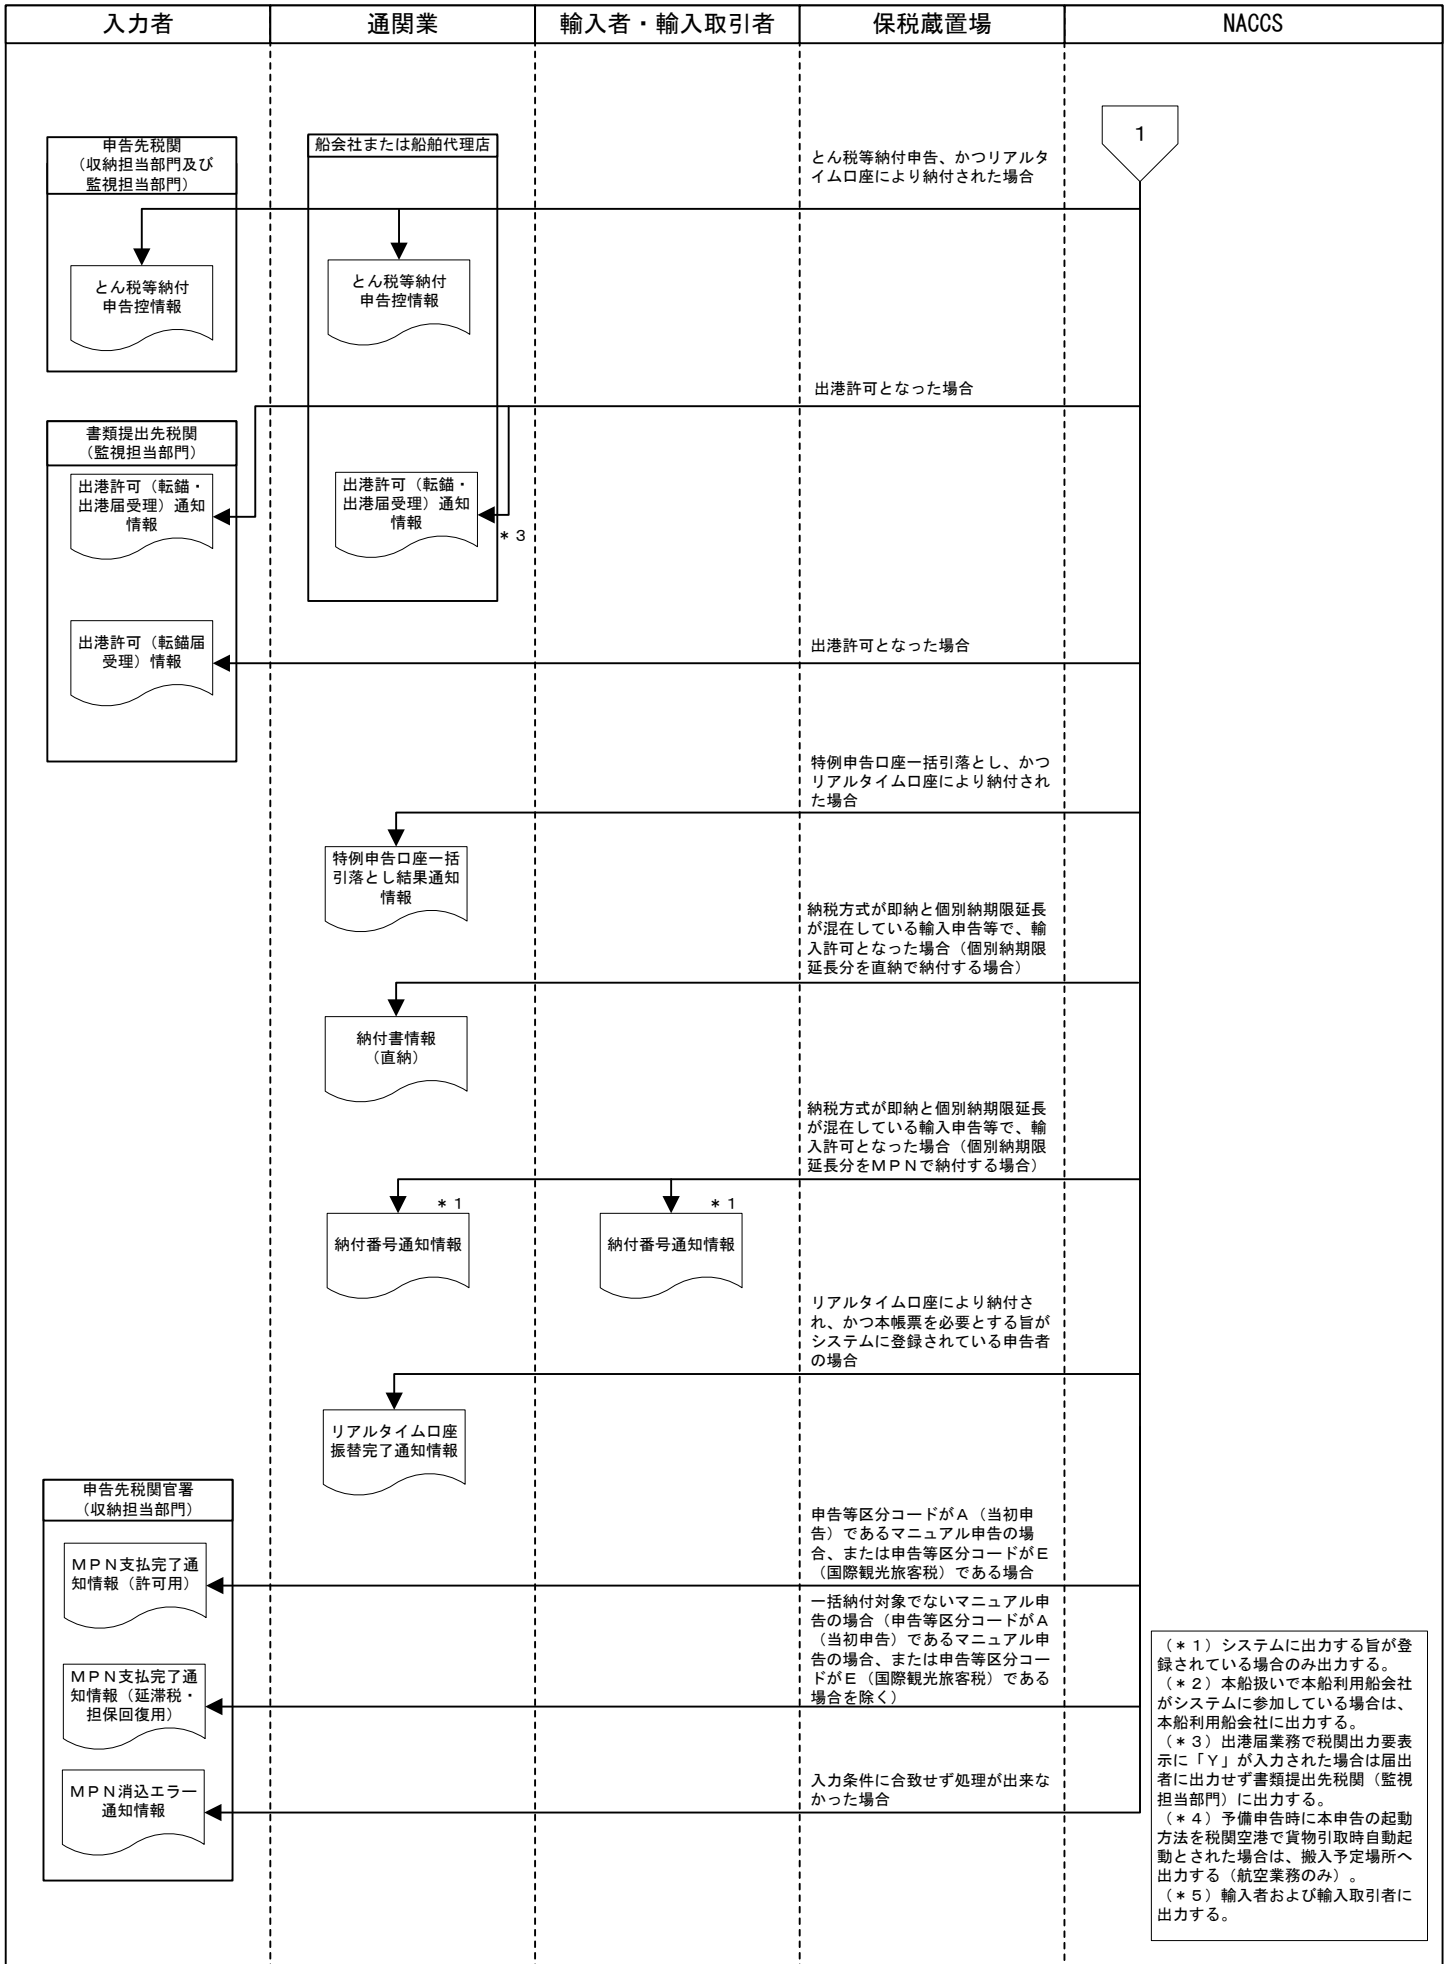 入力者
通関業
輸入者・輸入取引者
保税蔵置場
NACCS
1
申告先税関
（収納担当部門及び
監視担当部門）
船会社または船舶代理店
とん税等納付申告、かつリアルタ
イム口座により納付された場合
とん税等納付
申告控情報
とん税等納付
申告控情報
出港許可となった場合
書類提出先税関
（監視担当部門）
出港許可（転錨・
出港届受理）通知
情報
出港許可（転錨・
出港届受理）通知
情報
＊３
出港許可（転錨届
受理）情報
出港許可となった場合
特例申告口座一括引落とし、かつ
リアルタイム口座により納付され
た場合
特例申告口座一括
引落とし結果通知
情報
納税方式が即納と個別納期限延長
が混在している輸入申告等で、輸
入許可となった場合（個別納期限
延長分を直納で納付する場合）
納付書情報
（直納）
納税方式が即納と個別納期限延長
が混在している輸入申告等で、輸
入許可となった場合（個別納期限
延長分をＭＰＮで納付する場合）
＊１
納付番号通知情報
＊１
納付番号通知情報
リアルタイム口座により納付さ
れ、かつ本帳票を必要とする旨が
システムに登録されている申告者
の場合
リアルタイム口座
振替完了通知情報
申告先税関官署
（収納担当部門）
申告等区分コードがＡ（当初申
告）であるマニュアル申告の場
合、または申告等区分コードがＥ
（国際観光旅客税）である場合
ＭＰＮ支払完了通
知情報（許可用）
一括納付対象でないマニュアル申
告の場合（申告等区分コードがＡ
（当初申告）であるマニュアル申
告の場合、または申告等区分コー
ドがＥ（国際観光旅客税）である
場合を除く）
ＭＰＮ支払完了通
知情報（延滞税・
担保回復用）
入力条件に合致せず処理が出来な
かった場合
ＭＰＮ消込エラー
通知情報
（＊１）システムに出力する旨が登
録されている場合のみ出力する。
（＊２）本船扱いで本船利用船会社
がシステムに参加している場合は、
本船利用船会社に出力する。
（＊３）出港届業務で税関出力要表
示に「Ｙ」が入力された場合は届出
者に出力せず書類提出先税関（監視
担当部門）に出力する。
（＊４）予備申告時に本申告の起動
方法を税関空港で貨物引取時自動起
動とされた場合は、搬入予定場所へ
出力する（航空業務のみ）。
（＊５）輸入者および輸入取引者に
出力する。